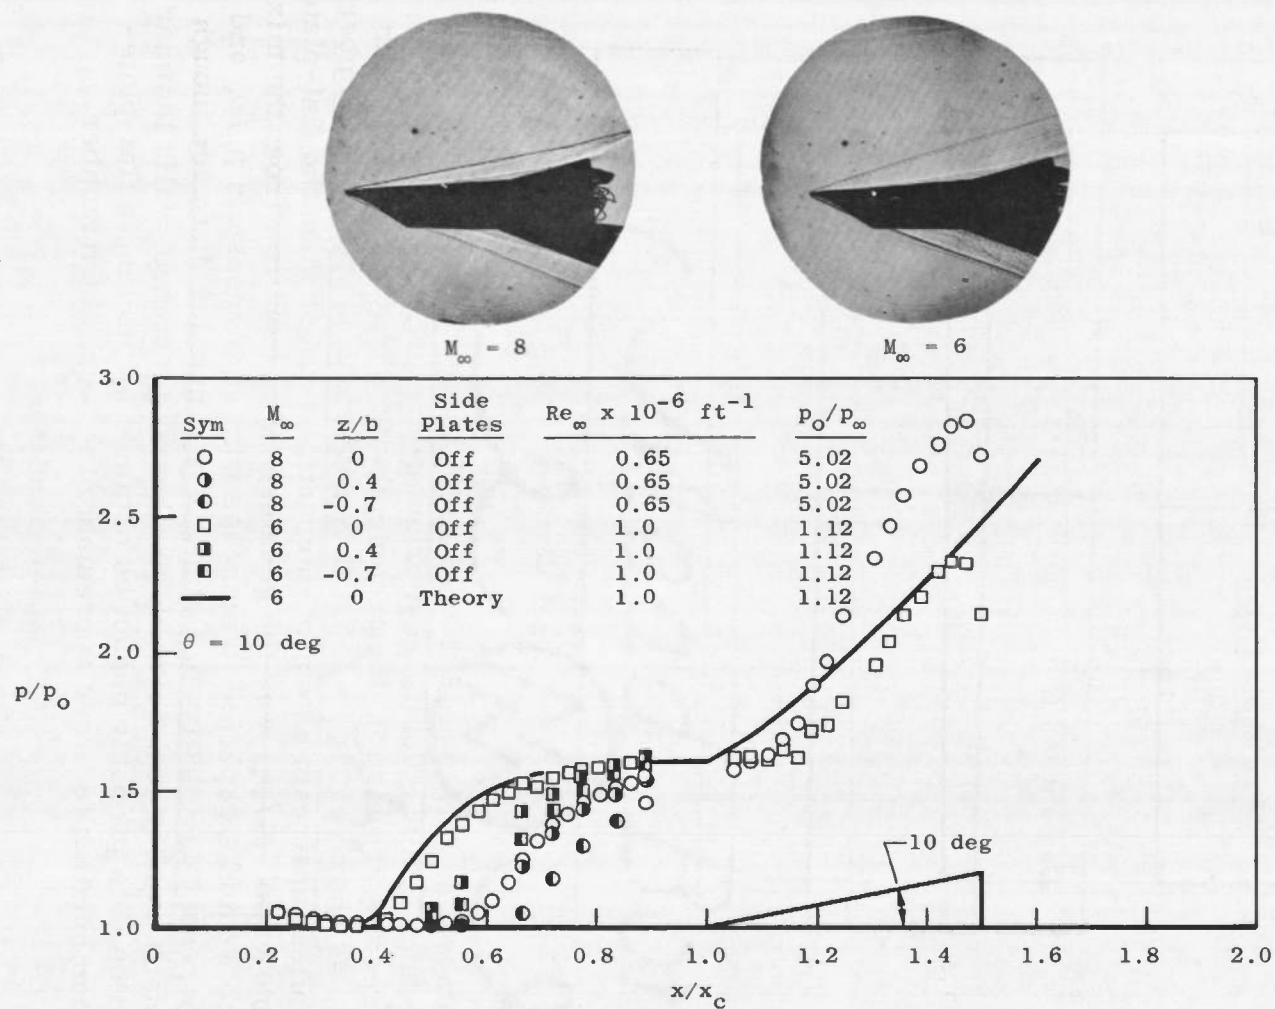 M∞ = 8
M∞ = 6
Sym M∞ z/b Side Plates Re∞ x 10-6 ft-1 po/p∞
8 0 Off 0.65 5.02
8 0.4 Off 0.65 5.02
8 -0.7 Off 0.65 5.02
6 0 Off 1.0 1.12
6 0.4 Off 1.0 1.12
6 -0.7 Off 1.0 1.12
6 0 Theory 1.0 1.12
θ = 10 deg
3.0
2.5
2.0
1.5
1.0
p/po
10 deg
0 0.2 0.4 0.6 0.8 1.0 1.2 1.4 1.6 1.8 2.0
x/xc